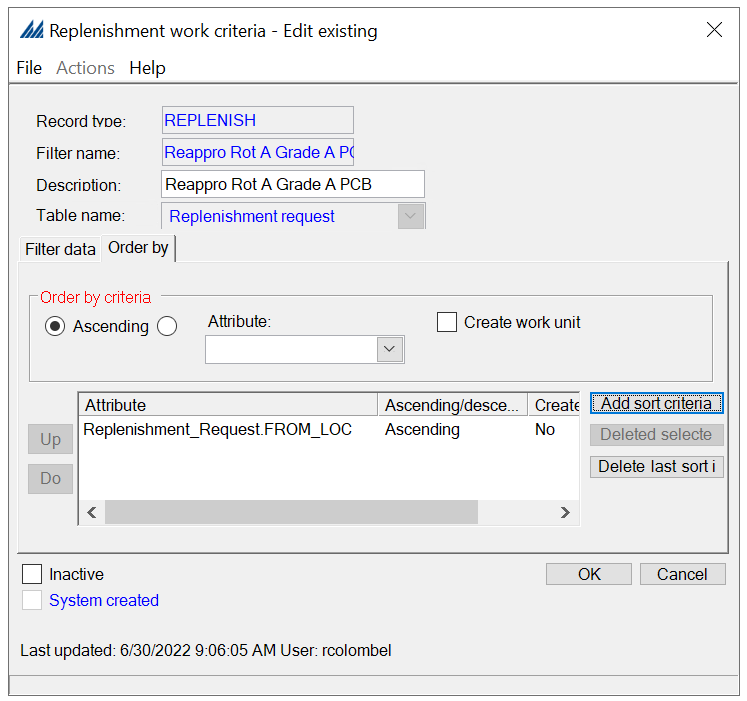 Replenishment work criteria - Edit existing
File Actions Help
Record type: REPLENISH
Filter name: Reappro Rot A Grade A PC
Description: Reappro Rot A Grade A PCB
Table name: Replenishment request
Filter data Order by
Order by criteria
Ascending Attribute: Create work unit
Attribute Ascending/desce... Create
Add sort criteria
Replenishment_Request.FROM_LOC Ascending No
Up
Deleted selecte
Do
Delete last sort i
Inactive OK Cancel
System created
Last updated: 6/30/2022 9:06:05 AM User: rcolombel